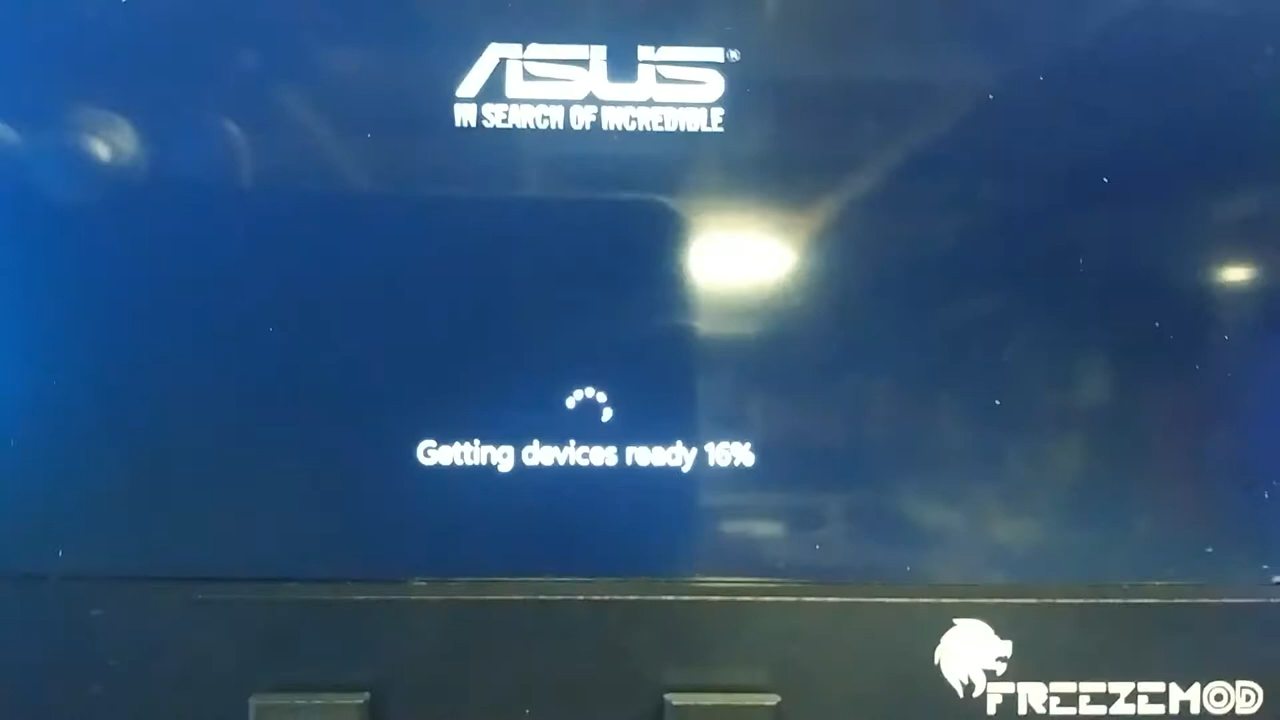 ASUS®
IN SEARCH OF INCREDIBLE
Getting devices ready 16%
FREEZEMOD